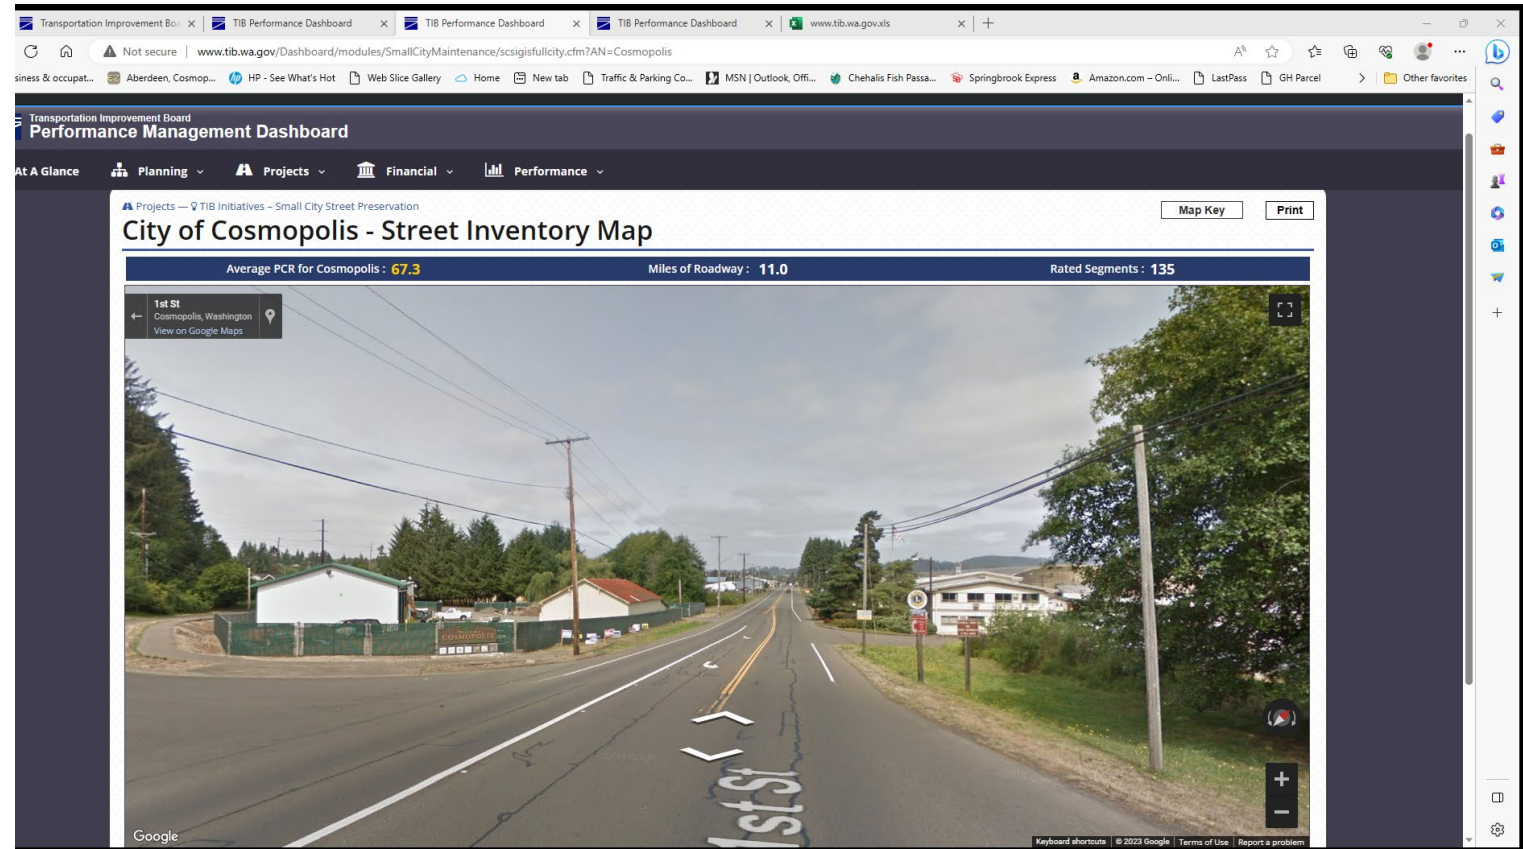 Transportation Improvement Bo
TIB Performance Dashboard
TIB Performance Dashboard
TIB Performance Dashboard
www.tib.wa.gov.xls
Not secure
www.tib.wa.gov/Dashboard/modules/SmallCityMaintenance/scsigisfullcity.cfm?AN=Cosmopolis
siness & occupat...
Aberdeen, Cosmop...
HP - See What's Hot
Web Slice Gallery
Home
New tab
Traffic & Parking Co...
MSN | Outlook, Offi...
Chehalis Fish Passa...
Springbrook Express
Amazon.com – Onli...
LastPass
GH Parcel
Other favorites
Transportation Improvement Board
Performance Management Dashboard
At A Glance
Planning
Projects
Financial
Performance
Projects — TIB Initiatives – Small City Street Preservation
Map Key
Print
City of Cosmopolis - Street Inventory Map
Average PCR for Cosmopolis : 67.3
Miles of Roadway : 11.0
Rated Segments : 135
1st St
Cosmopolis, Washington
View on Google Maps
COSMOPOLIS
1st St
Google
Keyboard shortcuts
© 2023 Google
Terms of Use
Report a problem